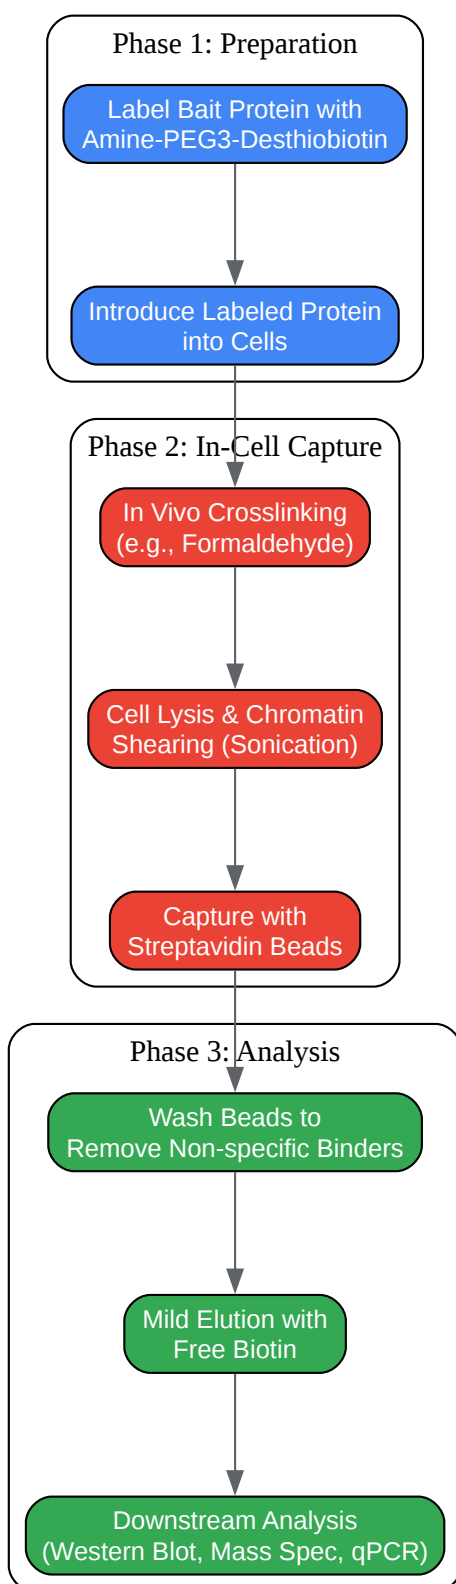 Phase 1: Preparation
Label Bait Protein with
Amine-PEG3-Desthiobiotin
Introduce Labeled Protein
into Cells
Phase 2: In-Cell Capture
In Vivo Crosslinking
(e.g., Formaldehyde)
Cell Lysis & Chromatin
Shearing (Sonication)
Capture with
Streptavidin Beads
Phase 3: Analysis
Wash Beads to
Remove Non-specific Binders
Mild Elution with
Free Biotin
Downstream Analysis
(Western Blot, Mass Spec, qPCR)